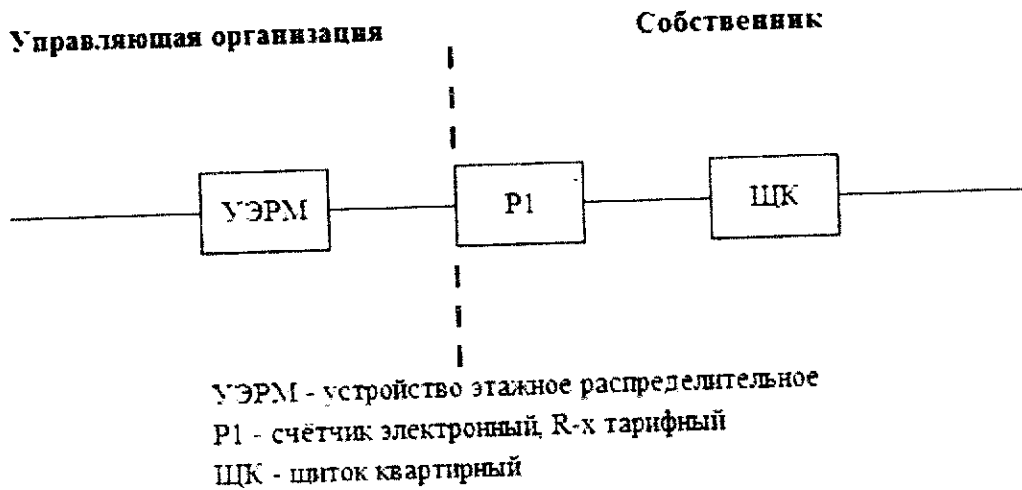 Управляющая организация
Собственник
УЭРМ
Р1
ЩК
УЭРМ - устройство этажное распределительное
Р1 - счётчик электронный, R-х тарифный
ЩК - щиток квартирный